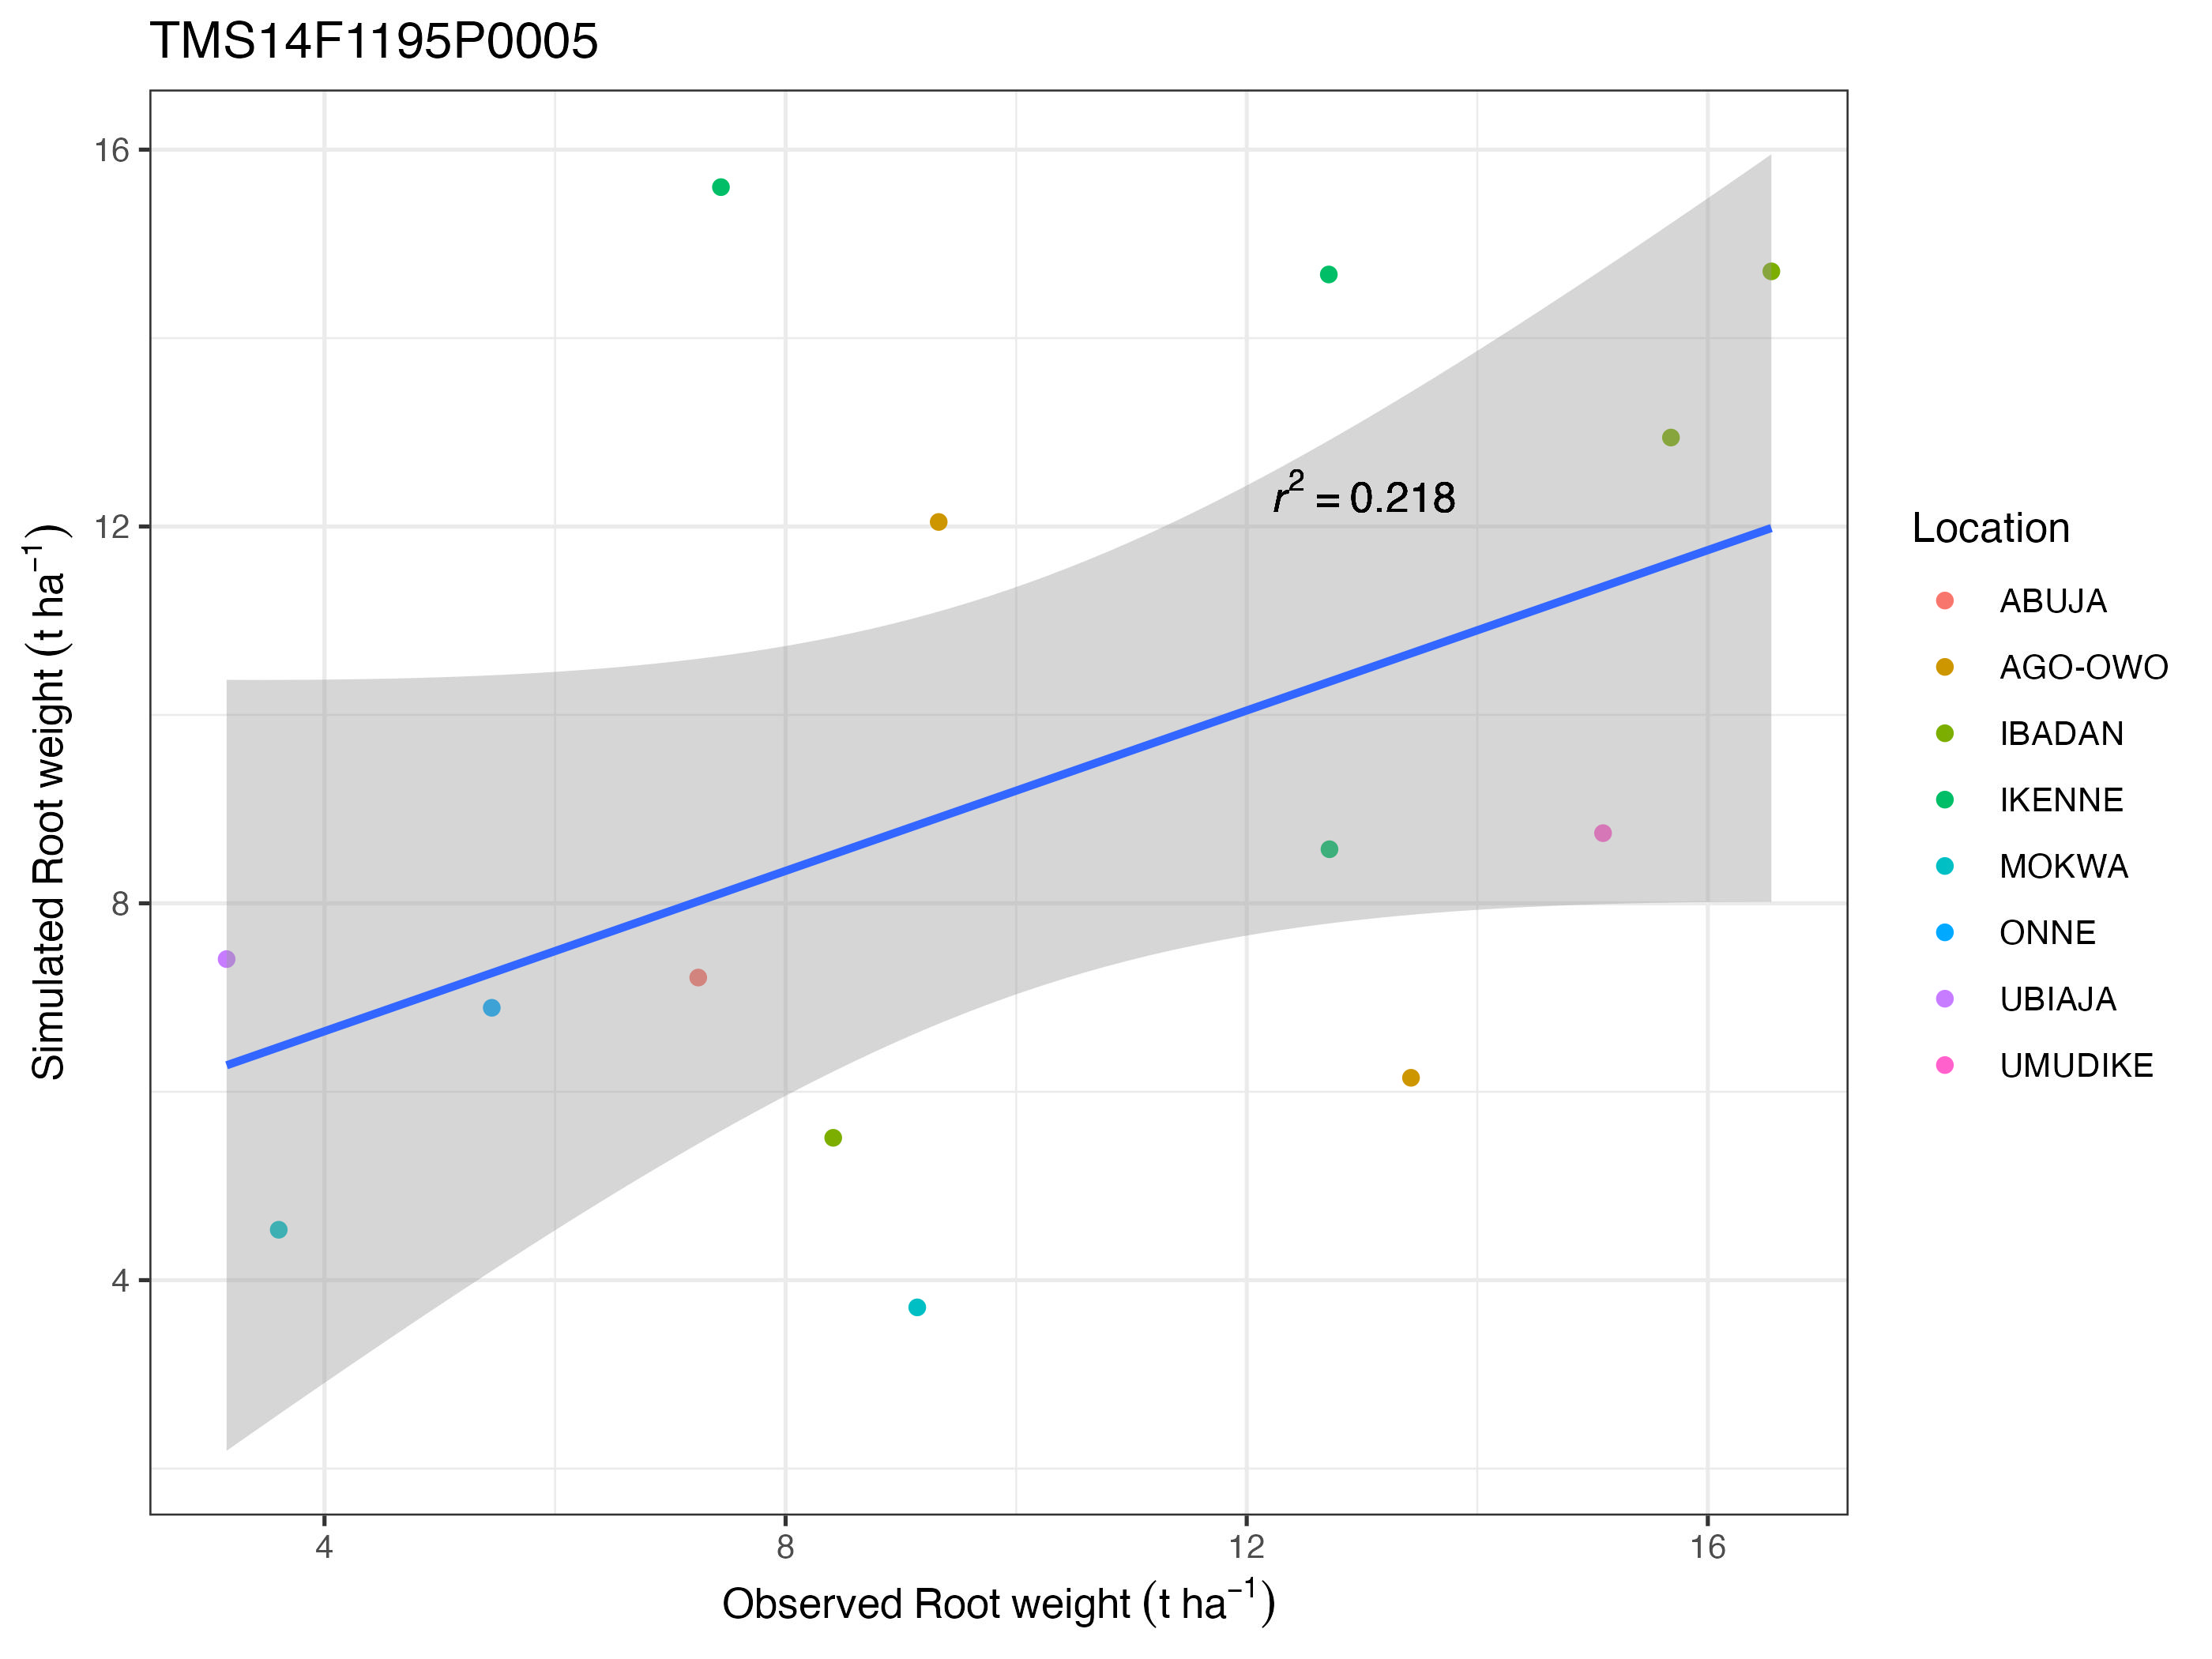 TMS14F1195P0005
Simulated Root weight (t ha⁻¹)
16
12
8
4
r² = 0.218
4 8 12 16
Observed Root weight (t ha⁻¹)
Location
ABUJA
AGO-OWO
IBADAN
IKENNE
MOKWA
ONNE
UBIAJA
UMUDIKE